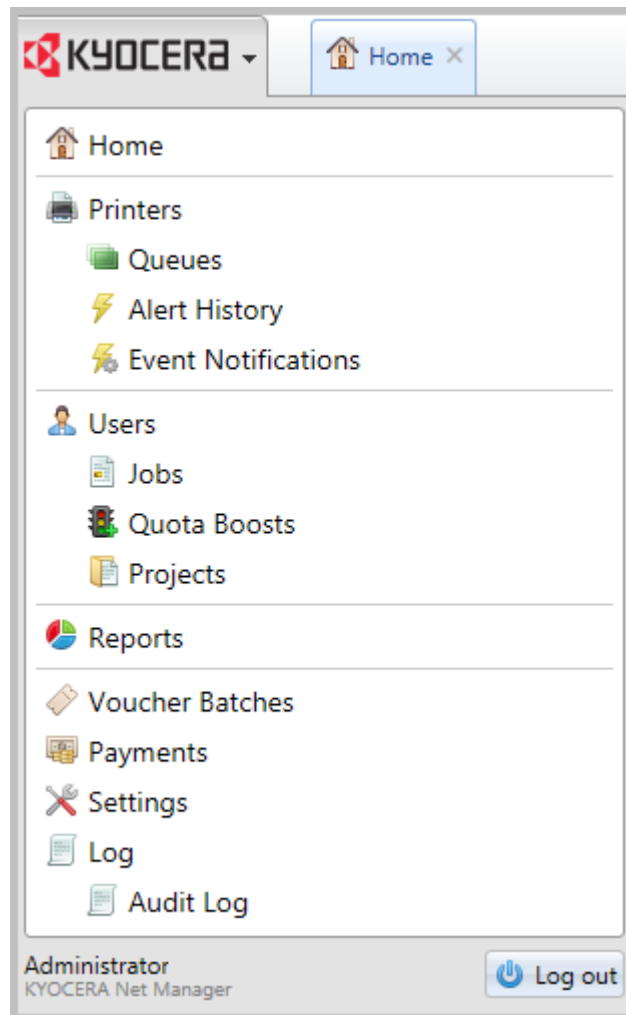 KYOCERA
Home
Home
Printers
Queues
Alert History
Event Notifications
Users
Jobs
Quota Boosts
Projects
Reports
Voucher Batches
Payments
Settings
Log
Audit Log
Administrator
KYOCERA Net Manager
Log out